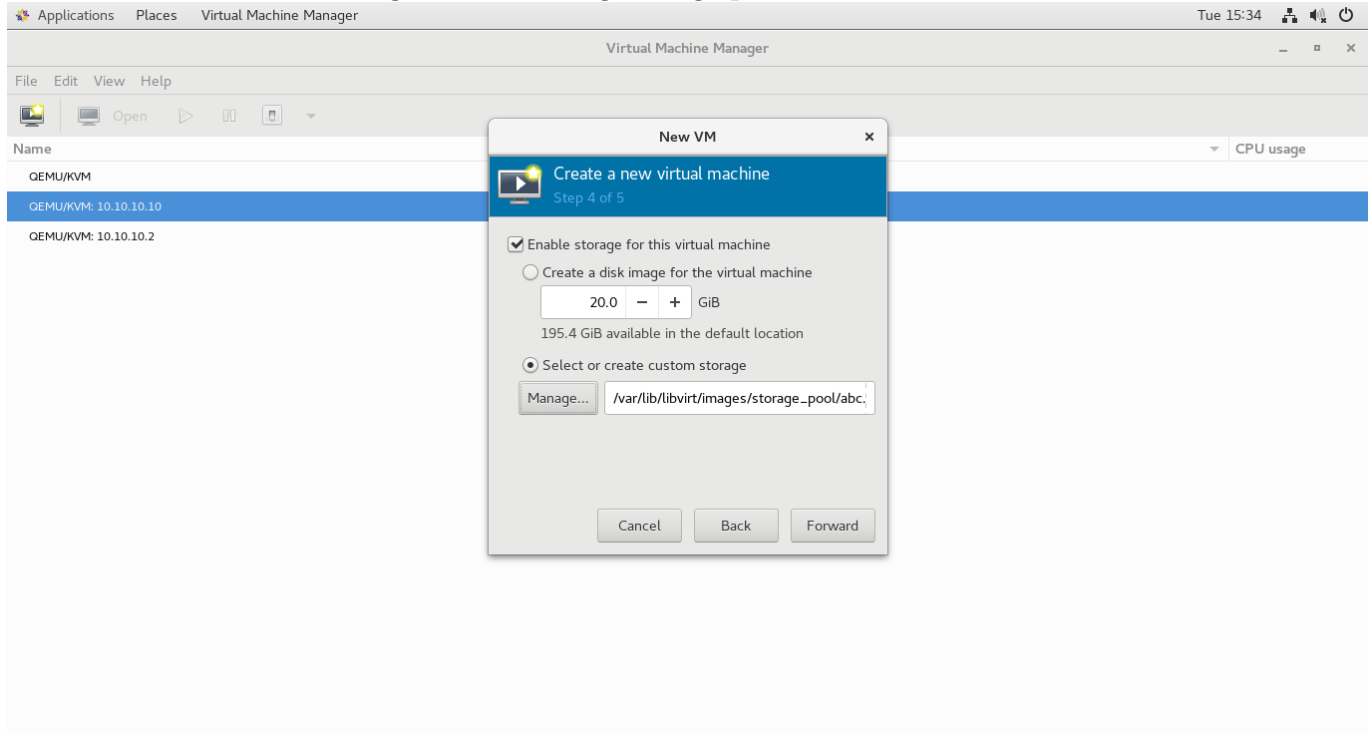 Applications Places Virtual Machine Manager Tue 15:34
Virtual Machine Manager
File Edit View Help
Open
Name CPU usage
QEMU/KVM
QEMU/KVM: 10.10.10.10
QEMU/KVM: 10.10.10.2
New VM
Create a new virtual machine
Step 4 of 5
Enable storage for this virtual machine
Create a disk image for the virtual machine
20.0 − + GiB
195.4 GiB available in the default location
Select or create custom storage
Manage... /var/lib/libvirt/images/storage_pool/abc.
Cancel Back Forward